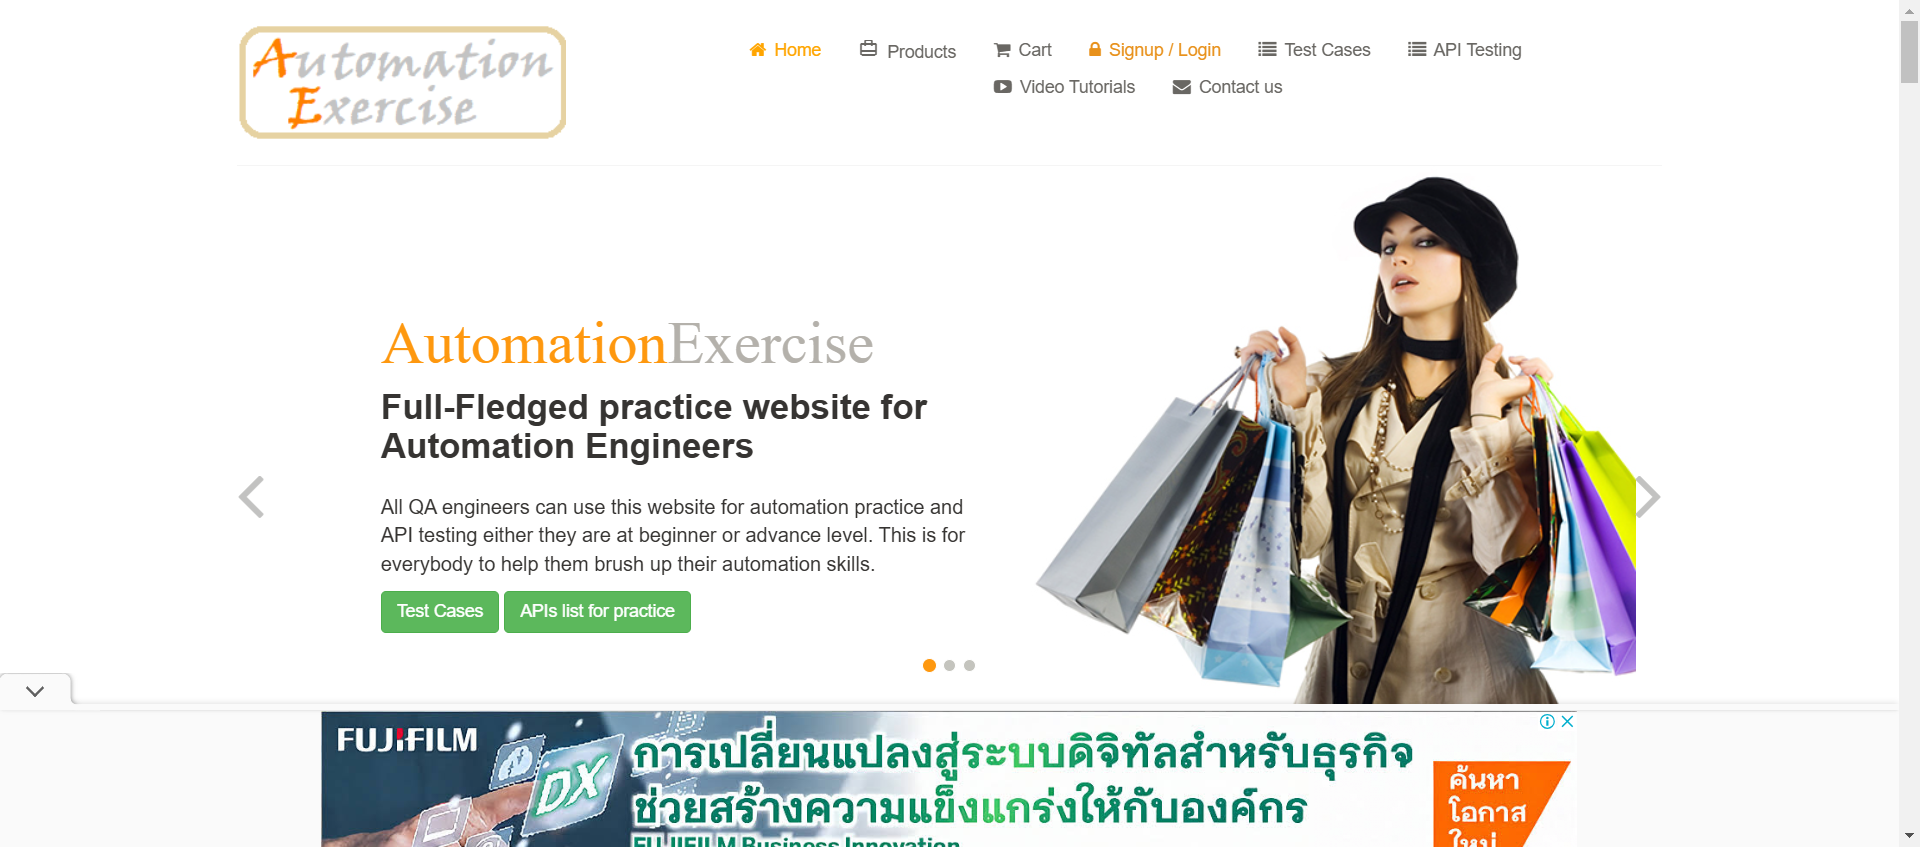 Automation
Exercise
Home
Products
Cart
Signup / Login
Test Cases
API Testing
Video Tutorials
Contact us
AutomationExercise
Full-Fledged practice website for
Automation Engineers
All QA engineers can use this website for automation practice and
API testing either they are at beginner or advance level. This is for
everybody to help them brush up their automation skills.
Test Cases
APIs list for practice
FUJIFILM
DX
การเปลี่ยนแปลงสู่ระบบดิจิทัลสำหรับธุรกิจ
ช่วยสร้างความแข็งแกร่งให้กับองค์กร
FUJIFILM Business Innovation
ค้นหา
โอกาส
ใหม่